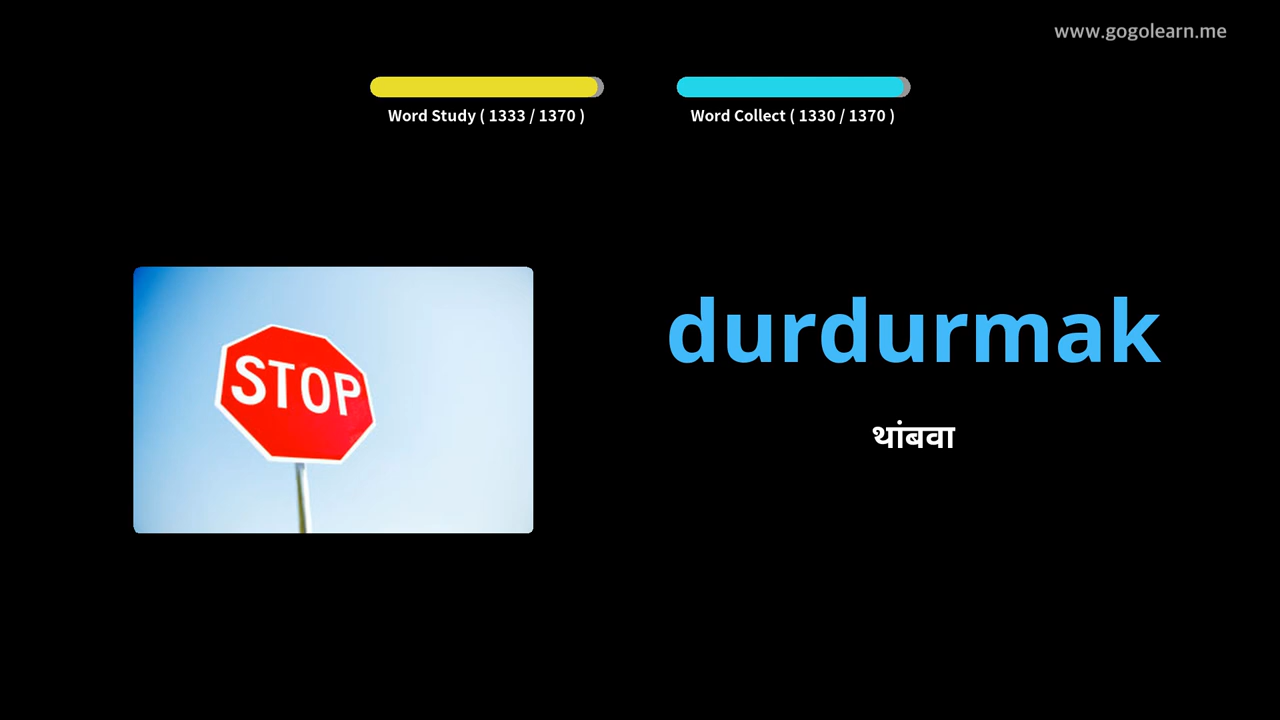 www.gogolearn.me
Word Study ( 1333 / 1370 )
Word Collect ( 1330 / 1370 )
STOP
durdurmak
थांबवा